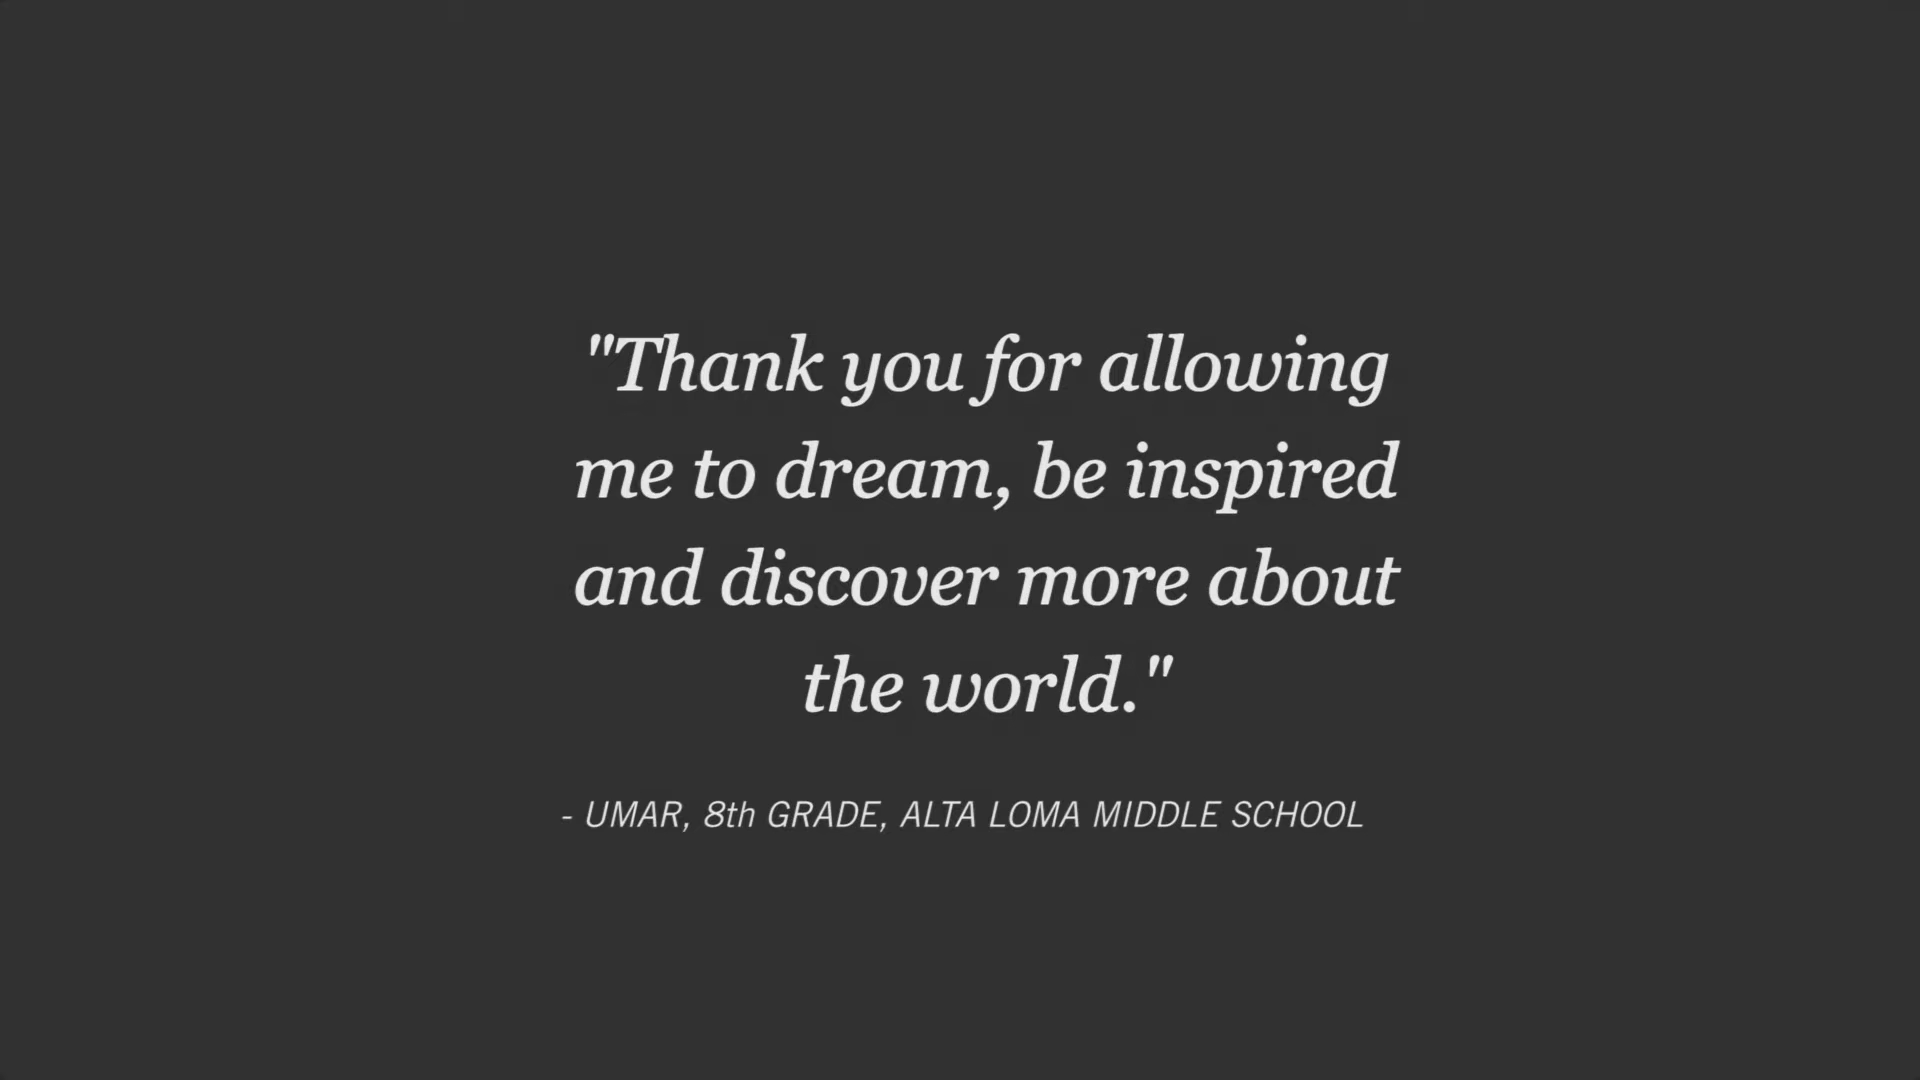 "Thank you for allowing
me to dream, be inspired
and discover more about
the world."
- UMAR, 8th GRADE, ALTA LOMA MIDDLE SCHOOL